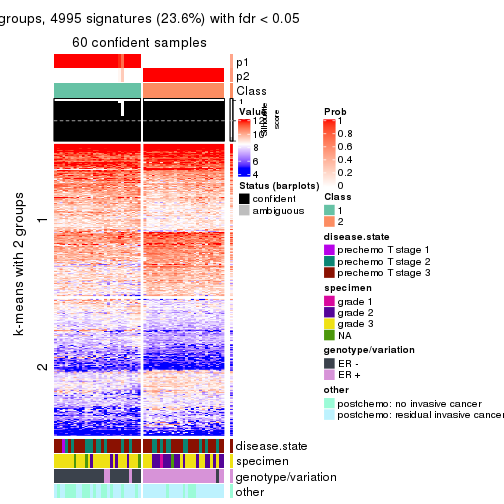 groups, 4995 signatures (23.6%) with fdr < 0.05
60 confident samples
p1
p2
Class
1
Silhouette
score
Value
12
10
8
6
4
Prob
1
0.8
0.6
0.4
0.2
0
Status (barplots)
confident
ambiguous
Class
1
2
disease.state
prechemo T stage 1
prechemo T stage 2
prechemo T stage 3
specimen
grade 1
grade 2
grade 3
NA
genotype/variation
ER -
ER +
other
postchemo: no invasive cancer
postchemo: residual invasive cancer
k-means with 2 groups
1
2
disease.state
specimen
genotype/variation
other